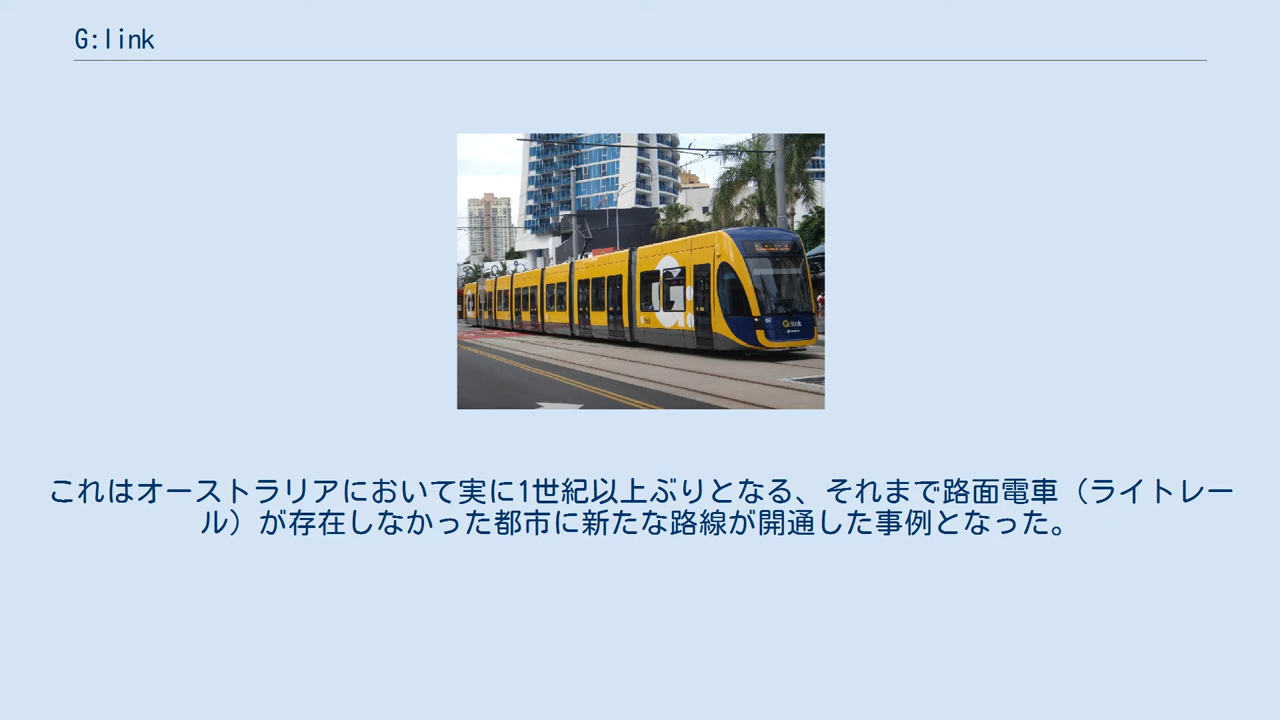 G:link
G:
G:link
これはオーストラリアにおいて実に1世紀以上ぶりとなる、それまで路面電車（ライトレー
ル）が存在しなかった都市に新たな路線が開通した事例となった。